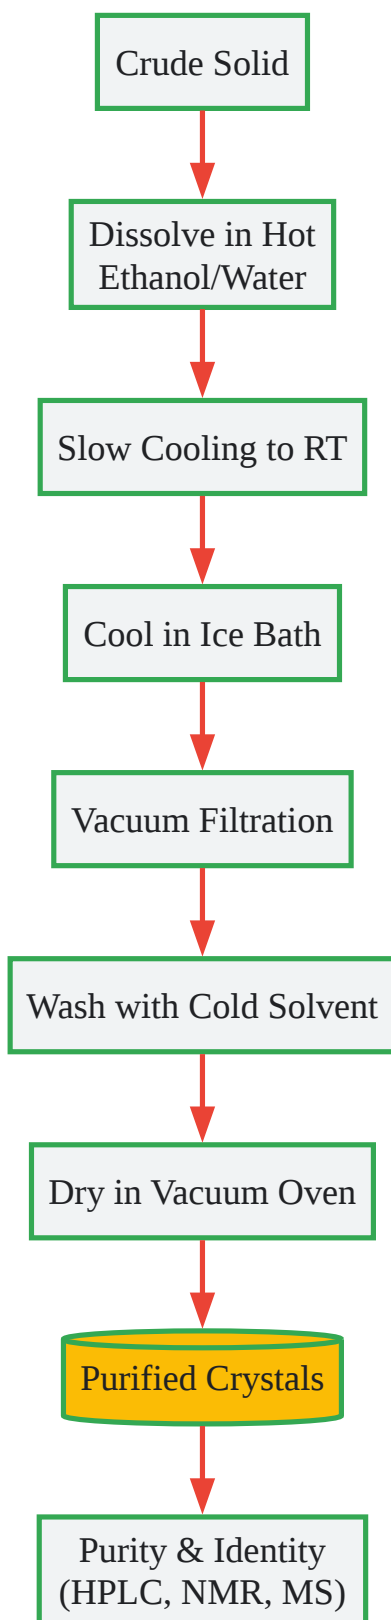 Crude Solid
Dissolve in Hot
Ethanol/Water
Slow Cooling to RT
Cool in Ice Bath
Vacuum Filtration
Wash with Cold Solvent
Dry in Vacuum Oven
Purified Crystals
Purity & Identity
(HPLC, NMR, MS)